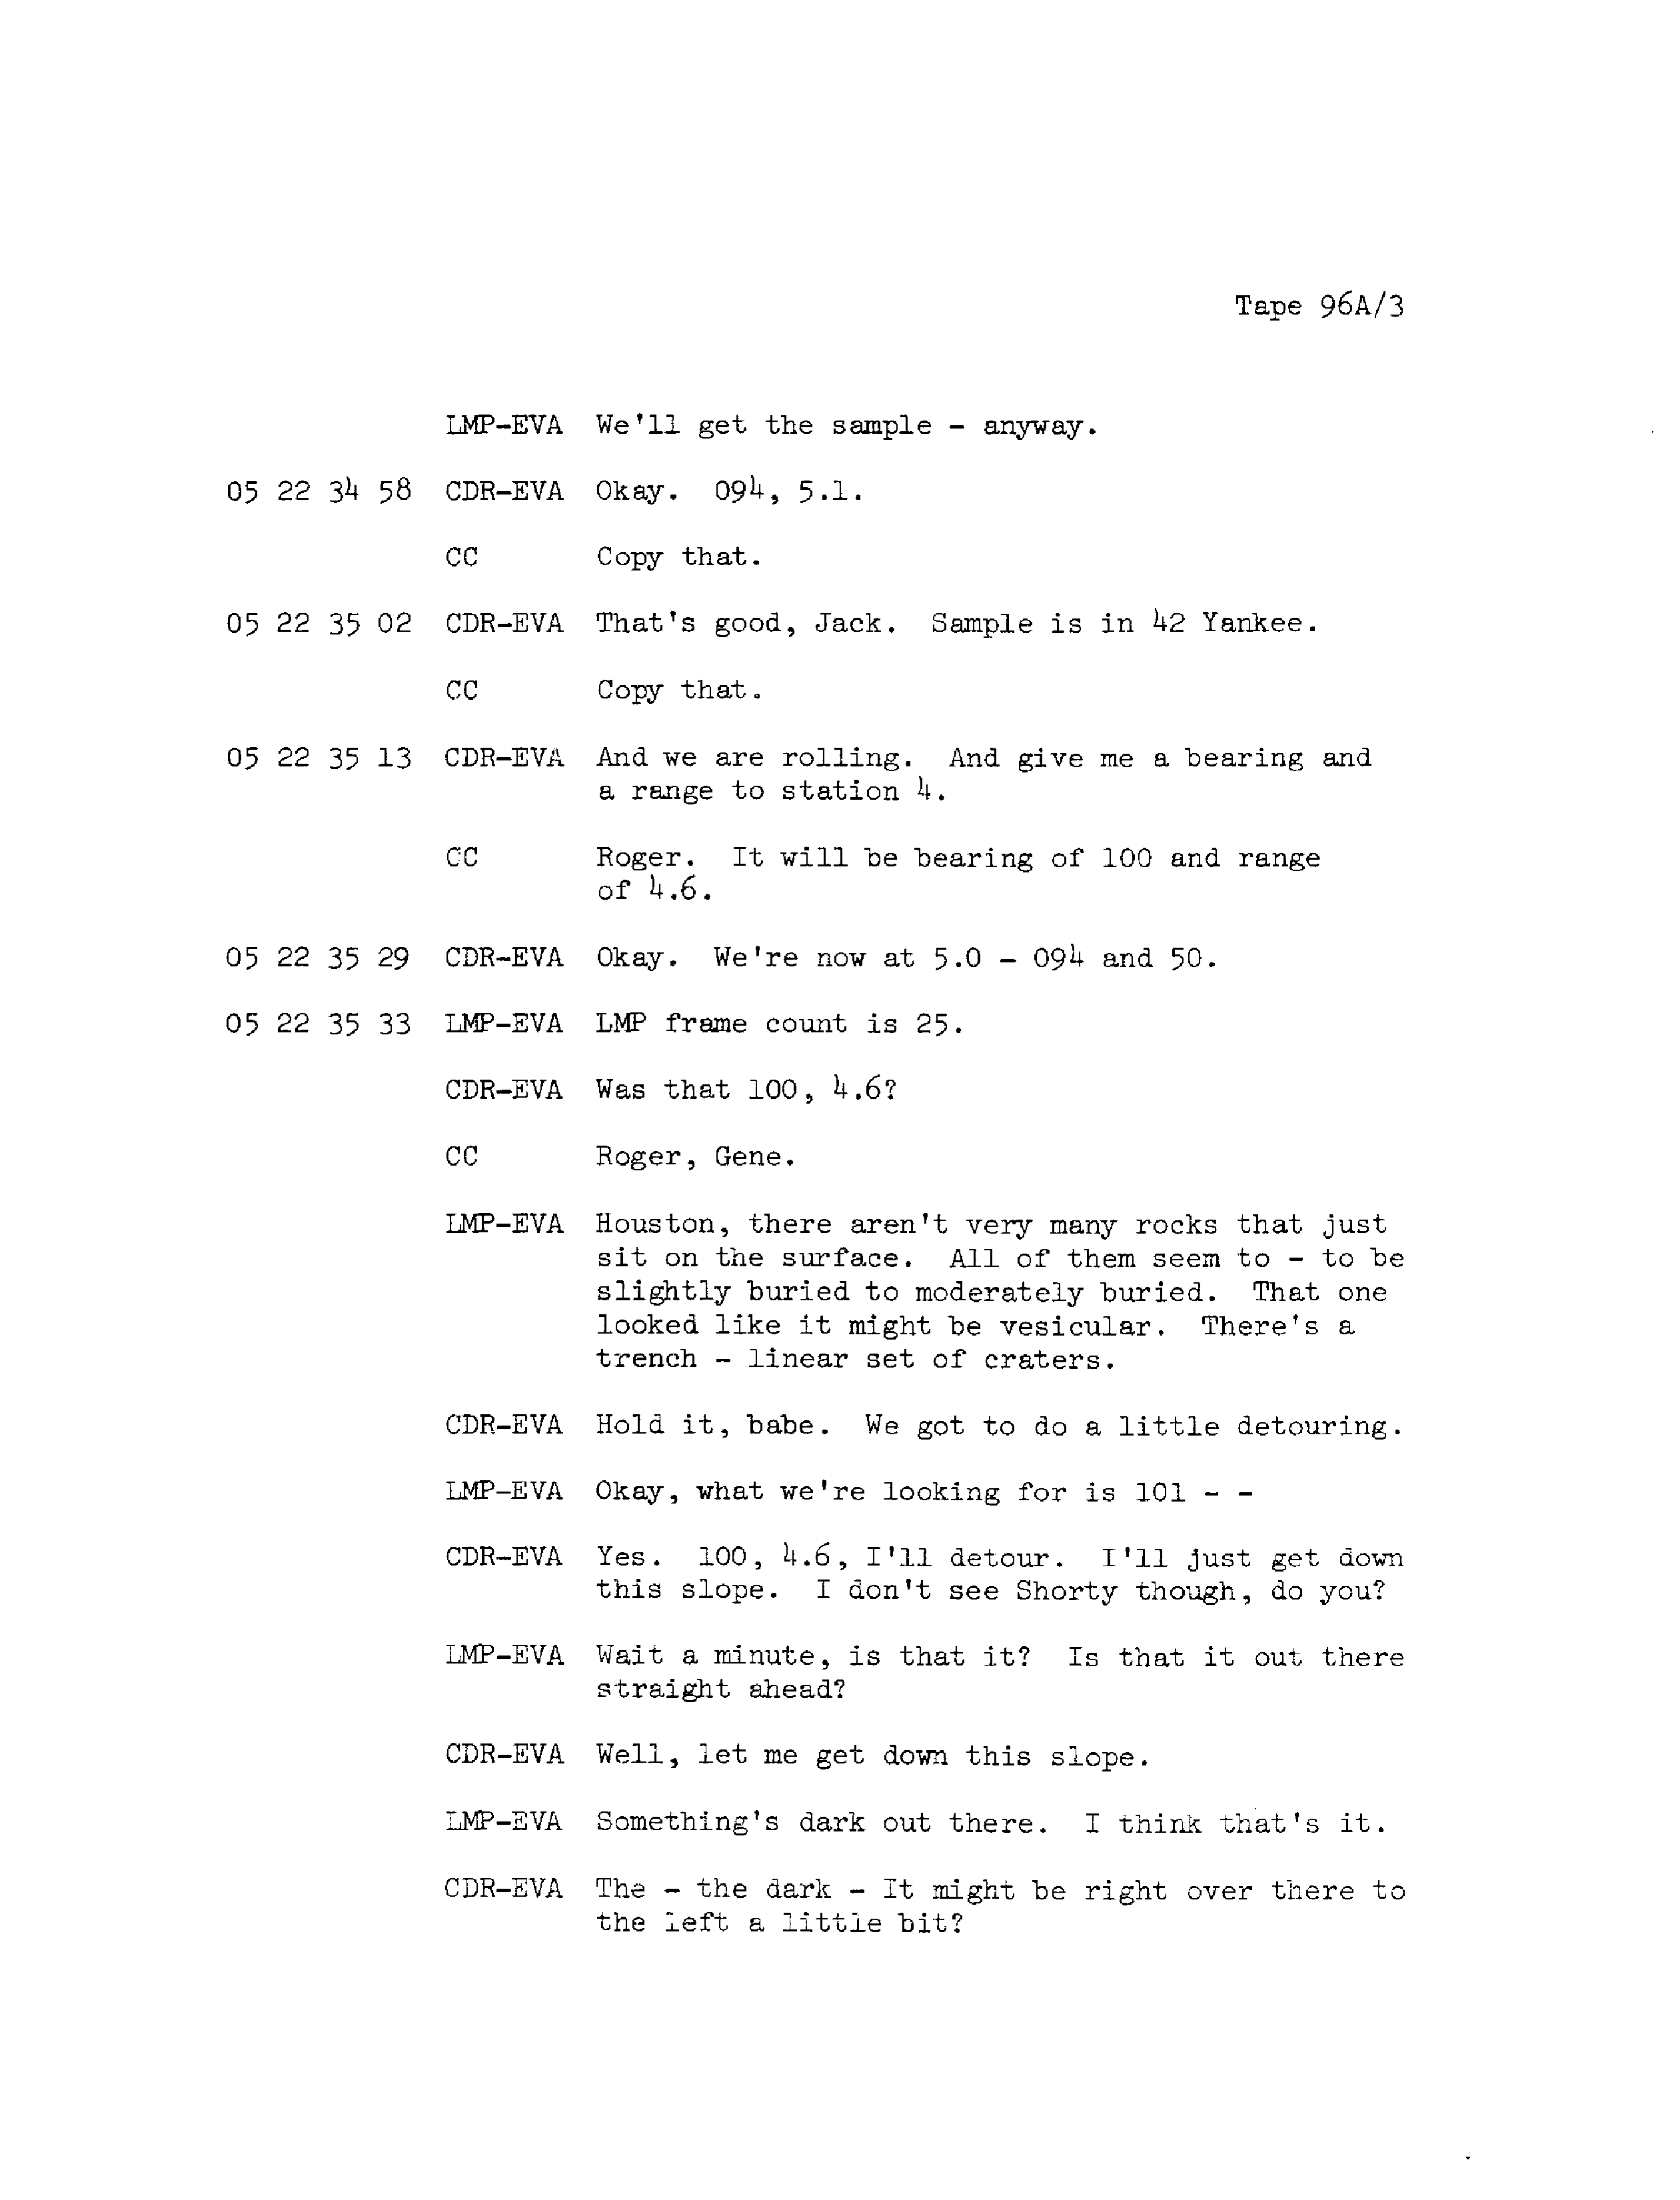 Tape 96A/3
LMP-EVA We'll get the sample - anyway.
05 22 34 58 CDR-EVA Okay. 094, 5.1.
CC Copy that.
05 22 35 02 CDR-EVA That's good, Jack. Sample is in 42 Yankee.
CC Copy that.
05 22 35 13 CDR-EVA And we are rolling. And give me a bearing and
a range to station 4.
CC Roger. It will be bearing of 100 and range
of 4.6.
05 22 35 29 CDR-EVA Okay. We're now at 5.0 - 094 and 50.
05 22 35 33 LMP-EVA LMP frame count is 25.
CDR-EVA Was that 100, 4.6?
CC Roger, Gene.
LMP-EVA Houston, there aren't very many rocks that just
sit on the surface. All of them seem to - to be
slightly buried to moderately buried. That one
looked like it might be vesicular. There's a
trench - linear set of craters.
CDR-EVA Hold it, babe. We got to do a little detouring.
LMP-EVA Okay, what we're looking for is 101 - -
CDR-EVA Yes. 100, 4.6, I'll detour. I'll just get down
this slope. I don't see Shorty though, do you?
LMP-EVA Wait a minute, is that it? Is that it out there
straight ahead?
CDR-EVA Well, let me get down this slope.
LMP-EVA Something's dark out there. I think that's it.
CDR-EVA The - the dark - It might be right over there to
the left a little bit?